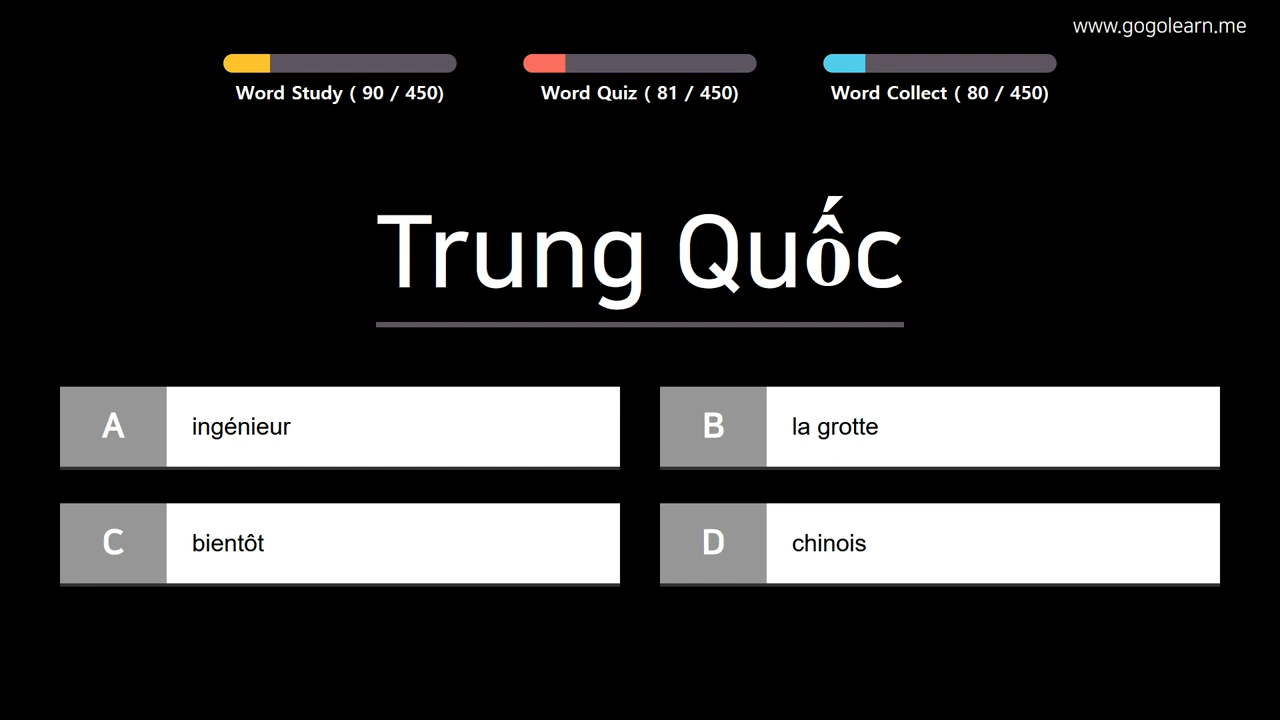 www.gogolearn.me
Word Study ( 90 / 450)
Word Quiz ( 81 / 450)
Word Collect ( 80 / 450)
Trung Quốc
A ingénieur
B la grotte
C bientôt
D chinois